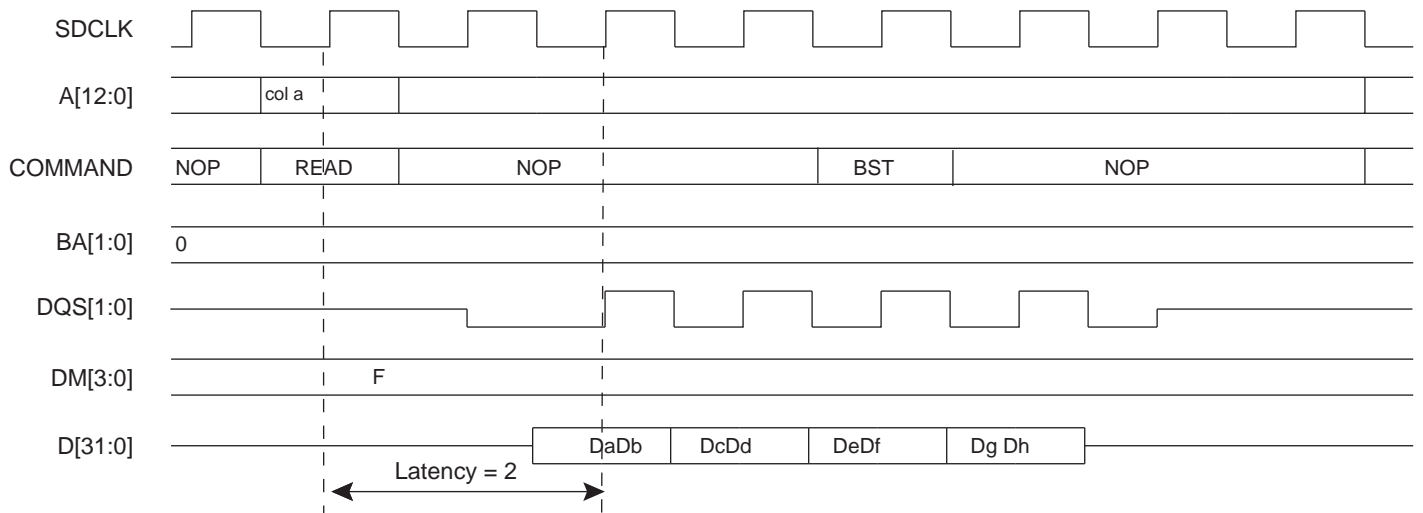 SDCLK
A[12:0] col a
COMMAND NOP READ NOP BST NOP
BA[1:0] 0
DQS[1:0]
DM[3:0] F
D[31:0] DaDb DcDd DeDf Dg Dh
Latency = 2